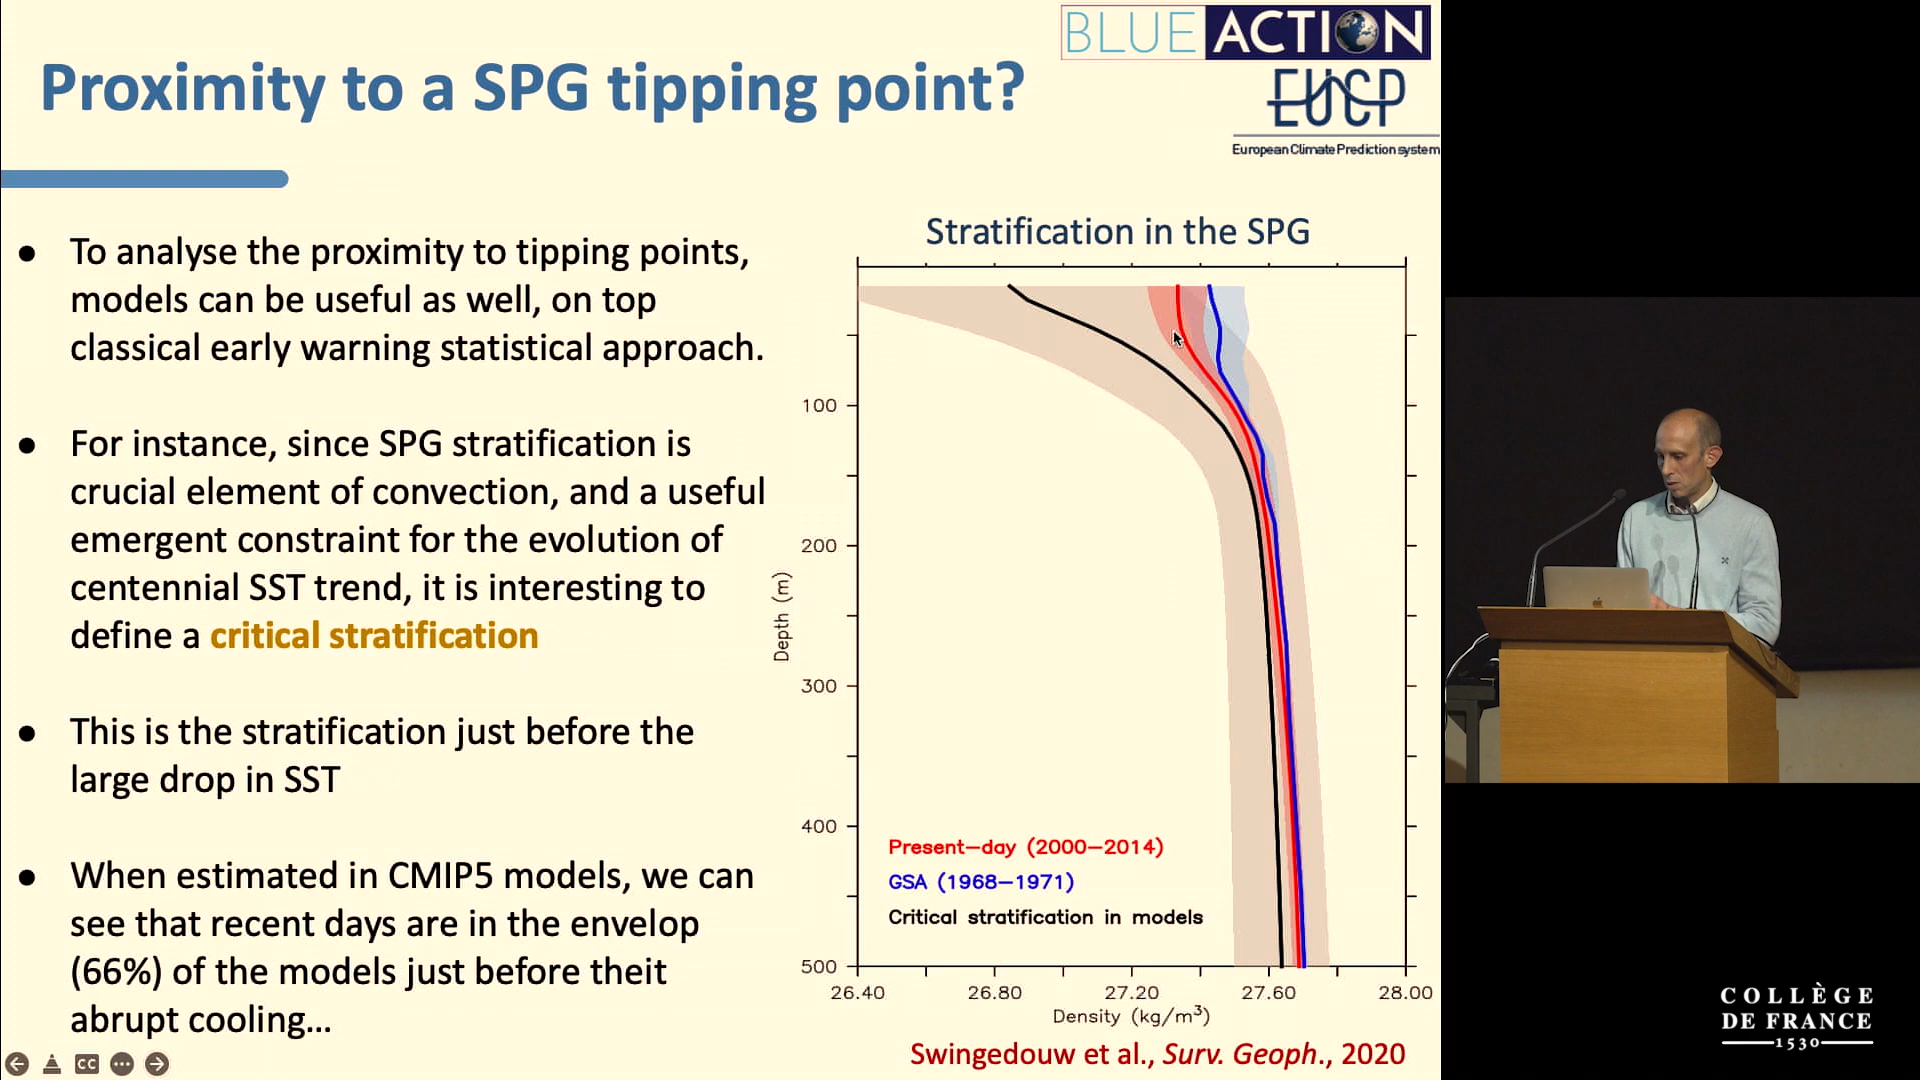 BLUE ACTION
EUCP
European Climate Prediction system
Proximity to a SPG tipping point?
● To analyse the proximity to tipping points,
models can be useful as well, on top
classical early warning statistical approach.
● For instance, since SPG stratification is
crucial element of convection, and a useful
emergent constraint for the evolution of
centennial SST trend, it is interesting to
define a critical stratification
● This is the stratification just before the
large drop in SST
● When estimated in CMIP5 models, we can
see that recent days are in the envelop
(66%) of the models just before theit
abrupt cooling...
Stratification in the SPG
100
200
300
400
500
Depth (m)
Present-day (2000-2014)
GSA (1968-1971)
Critical stratification in models
26.40 26.80 27.20 27.60 28.00
Density (kg/m³)
Swingedouw et al., Surv. Geoph., 2020
CC
COLLÈGE
DE FRANCE
1530